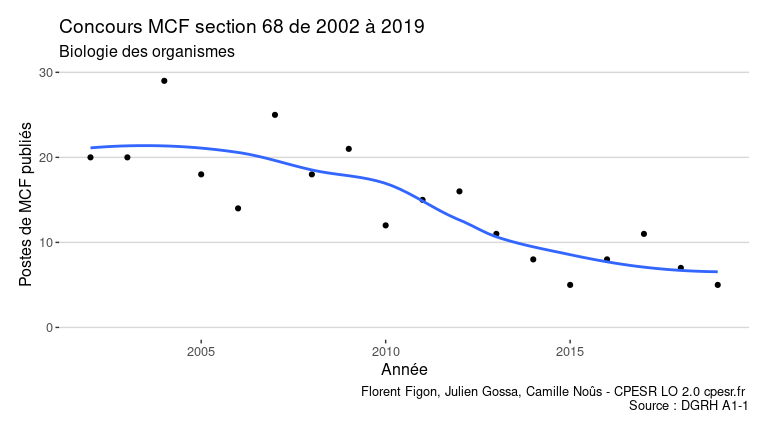 Concours MCF section 68 de 2002 à 2019
Biologie des organismes
30
20
10
0
Postes de MCF publiés
2005 2010 2015
Année
Florent Figon, Julien Gossa, Camille Noûs - CPESR LO 2.0 cpesr.fr
Source : DGRH A1-1